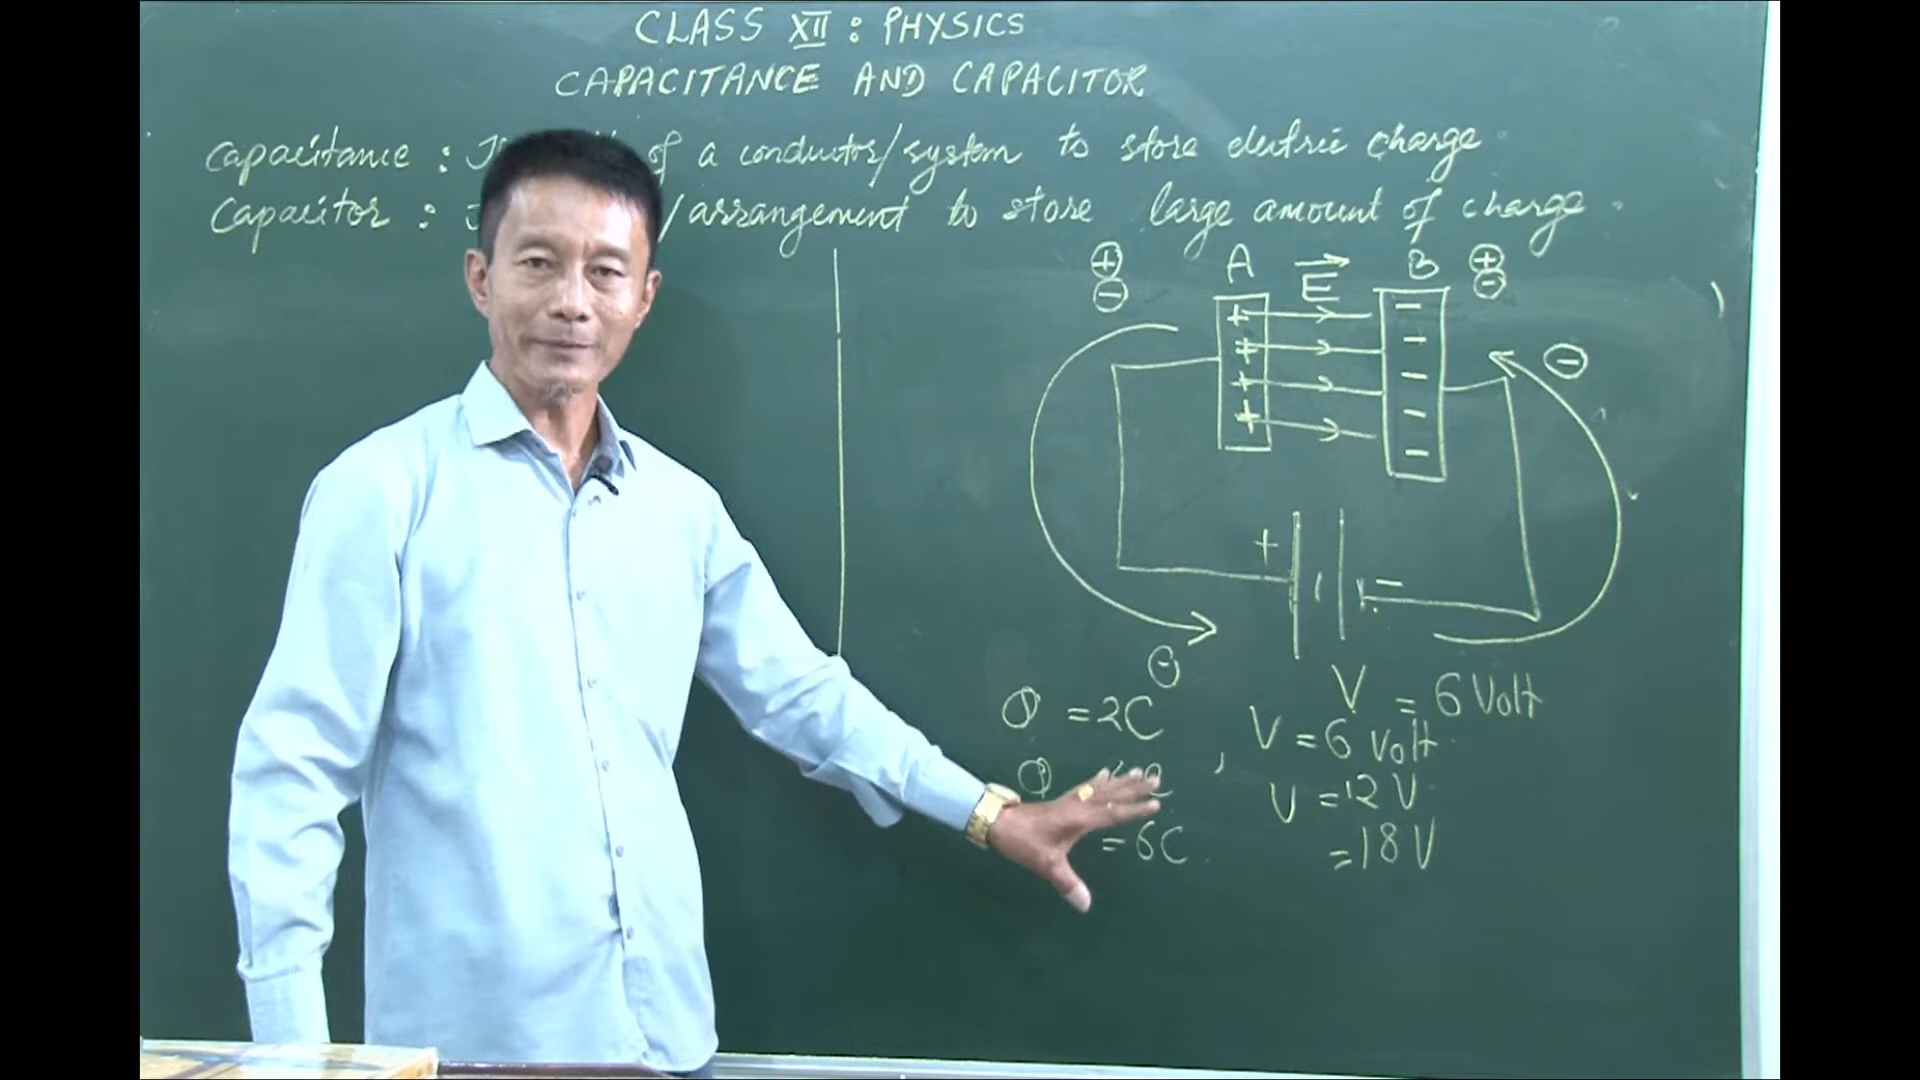 CLASS XII : PHYSICS
CAPACITANCE AND CAPACITOR
Capacitance : of a conductor/system to store electric charge
Capacitor : /arrangement to store large amount of charge.
+ A E B +
- -
+ -
+ - -
+ -
+ -
-
+ -
-
V = 6 Volt
Q = 2C , V = 6 Volt
Q V = 12 V
= 6C . = 18 V